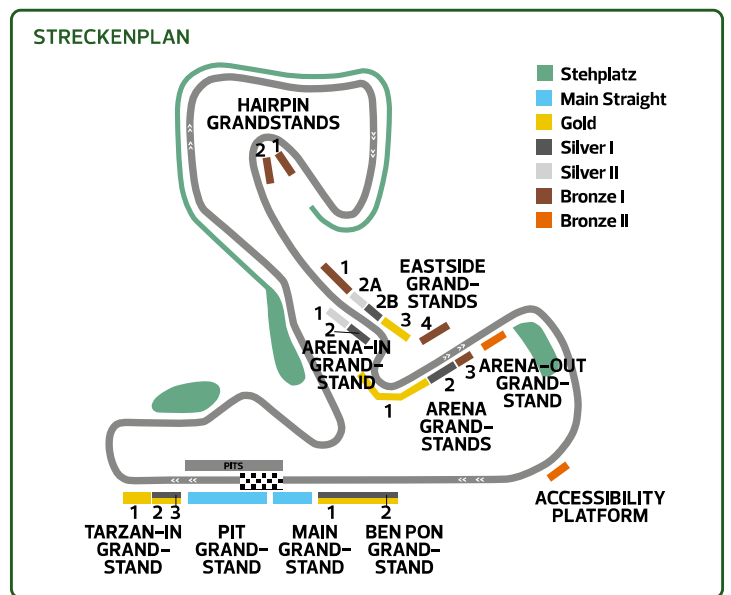 STRECKENPLAN
Stehplatz
Main Straight
Gold
Silver I
Silver II
Bronze I
Bronze II
HAIRPIN
GRANDSTANDS
2 1
1
2A
2B
3
4
EASTSIDE
GRAND–
STANDS
1
2
ARENA–IN
GRAND–
STAND
1
2
3
ARENA
GRAND–
STANDS
ARENA–OUT
GRAND–
STAND
ACCESSIBILITY
PLATFORM
PITS
1 2 3
TARZAN–IN
GRAND–
STAND
PIT
GRAND–
STAND
MAIN
GRAND–
STAND
1 2
BEN PON
GRAND–
STAND